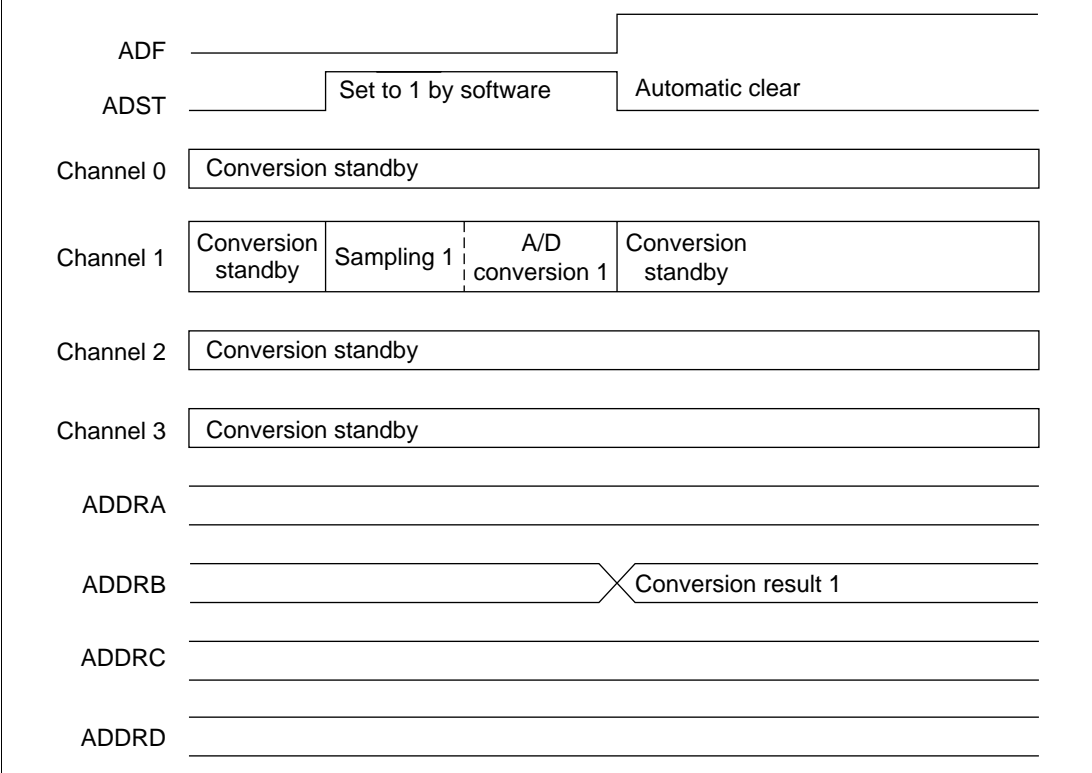 ADF
ADST
Set to 1 by software
Automatic clear
Channel 0
Conversion standby
Channel 1
Conversion
standby
Sampling 1
A/D
conversion 1
Conversion
standby
Channel 2
Conversion standby
Channel 3
Conversion standby
ADDRA
ADDRB
Conversion result 1
ADDRC
ADDRD